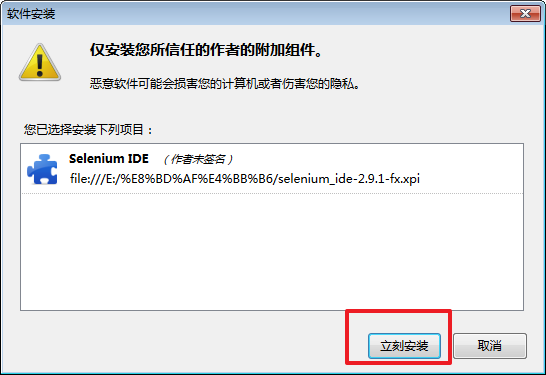 软件安装
仅安装您所信任的作者的附加组件。
恶意软件可能会损害您的计算机或者伤害您的隐私。
您已选择安装下列项目：
Selenium IDE （作者未签名）
file:///E:/%E8%BD%AF%E4%BB%B6/selenium_ide-2.9.1-fx.xpi
立刻安装 取消